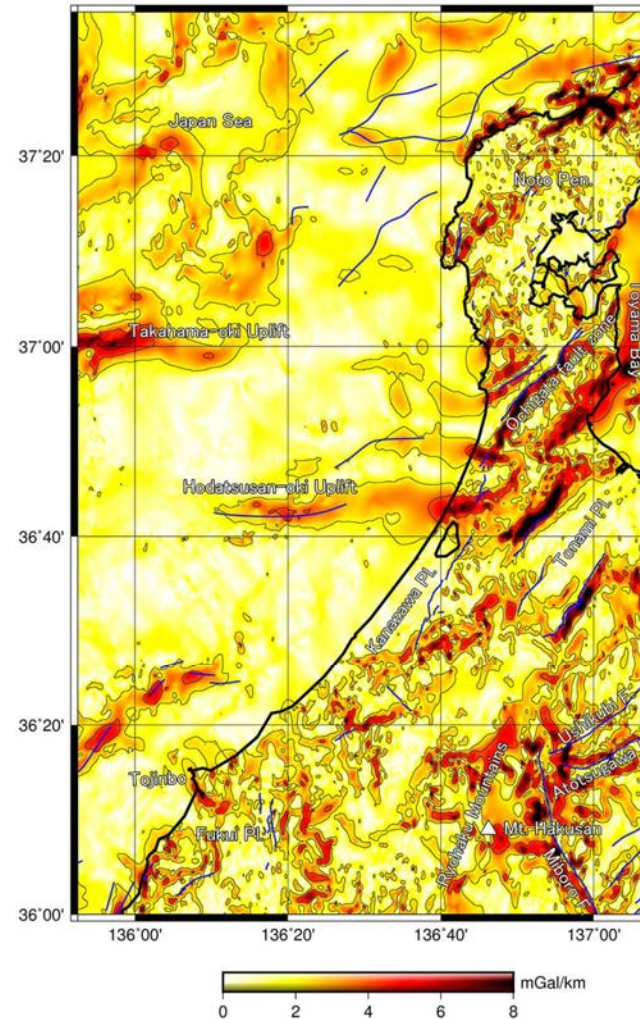 Japan Sea
37°20'
Noto Pen.
Toyama Bay
Takahama-oki Uplift
37°00'
Ochigata fault zone
Hodatsusan-oki Uplift
36°40'
Tonami Pl.
Kanazawa Pl.
36°20'
Ushikubi F.
Tojinbo
Atotsugawa
Ryohaku Mountains
Fukui Pl.
Mt. Hakusan
Miboro F.
36°00'
136°00' 136°20' 136°40' 137°00'
mGal/km
0 2 4 6 8